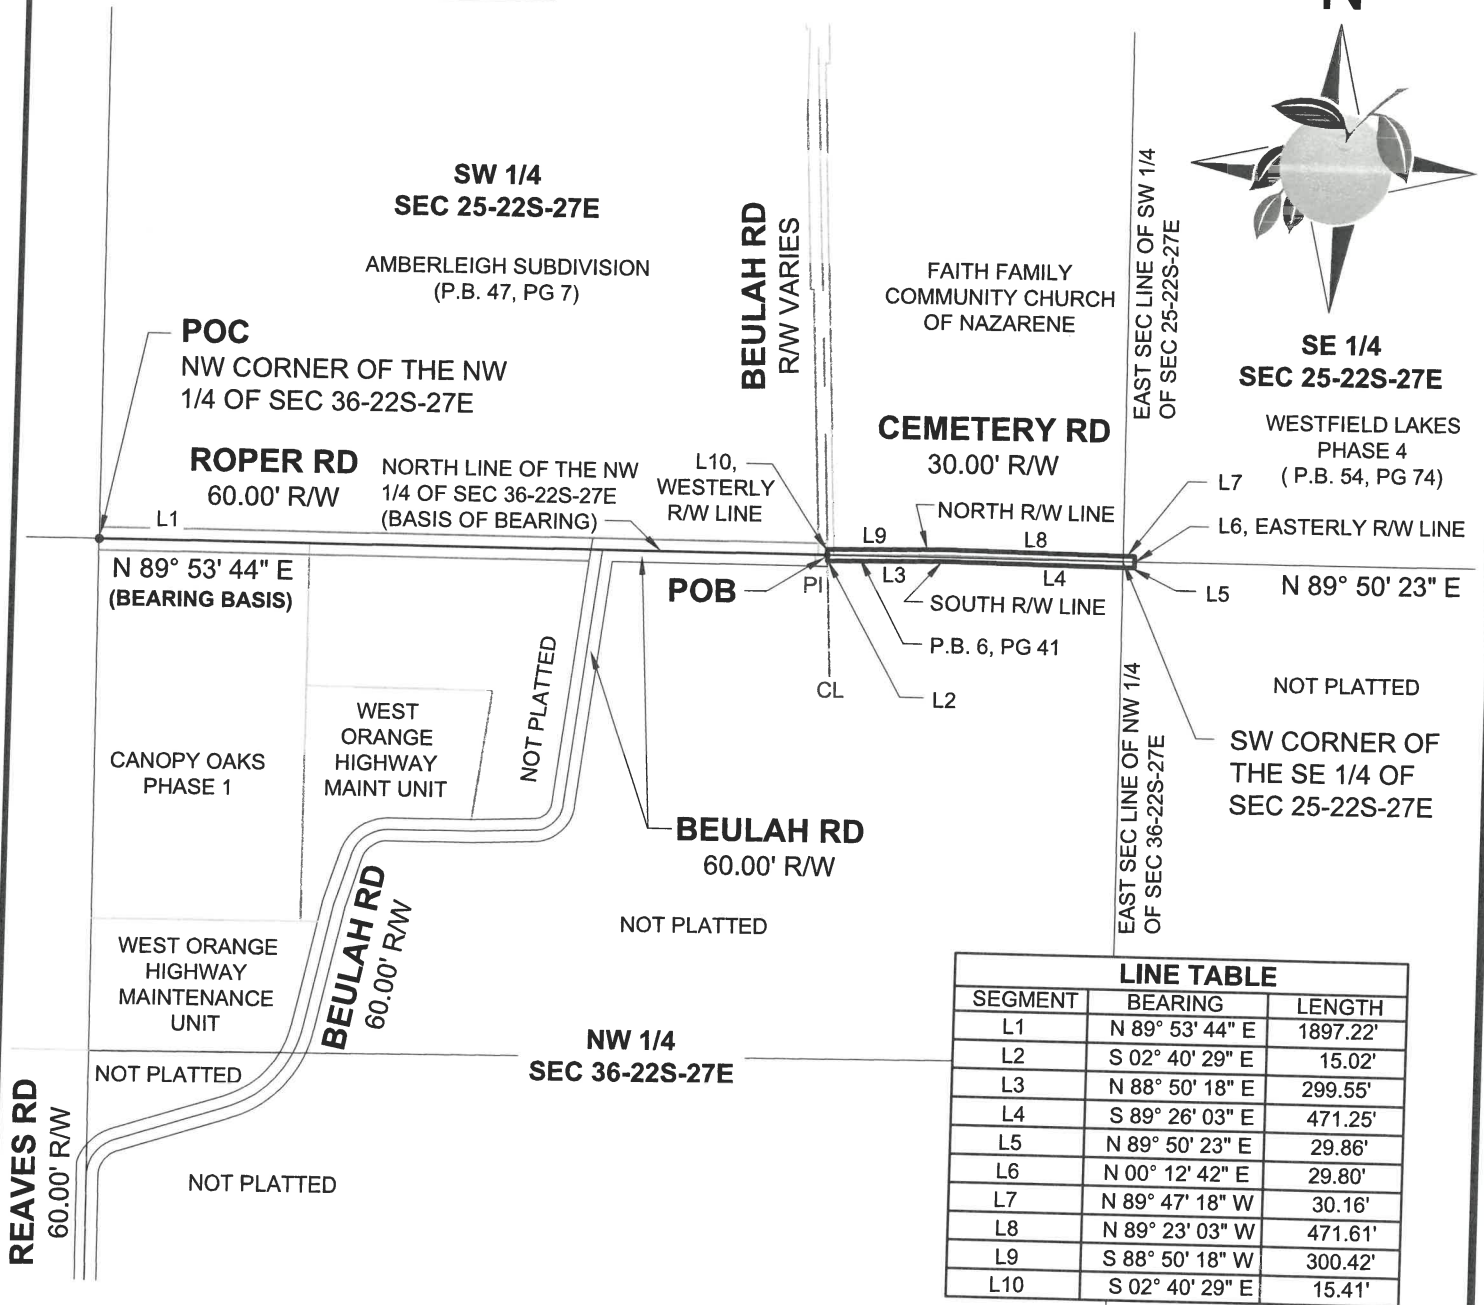 N
SW 1/4
SEC 25-22S-27E
AMBERLEIGH SUBDIVISION
(P.B. 47, PG 7)
BEULAH RD
R/W VARIES
FAITH FAMILY
COMMUNITY CHURCH
OF NAZARENE
EAST SEC LINE OF SW 1/4
OF SEC 25-22S-27E
SE 1/4
SEC 25-22S-27E
WESTFIELD LAKES
PHASE 4
( P.B. 54, PG 74)
POC
NW CORNER OF THE NW
1/4 OF SEC 36-22S-27E
ROPER RD
60.00' R/W
NORTH LINE OF THE NW
1/4 OF SEC 36-22S-27E
(BASIS OF BEARING)
L10,
WESTERLY
R/W LINE
CEMETERY RD
30.00' R/W
NORTH R/W LINE
L7
L6, EASTERLY R/W LINE
L1
L9
L8
N 89° 53' 44" E
(BEARING BASIS)
POB
PI
L3
L4
SOUTH R/W LINE
L5
N 89° 50' 23" E
P.B. 6, PG 41
CL
L2
NOT PLATTED
NOT PLATTED
SW CORNER OF
THE SE 1/4 OF
SEC 25-22S-27E
EAST SEC LINE OF NW 1/4
OF SEC 36-22S-27E
CANOPY OAKS
PHASE 1
WEST
ORANGE
HIGHWAY
MAINT UNIT
BEULAH RD
60.00' R/W
BEULAH RD
60.00' R/W
NOT PLATTED
WEST ORANGE
HIGHWAY
MAINTENANCE
UNIT
NW 1/4
SEC 36-22S-27E
NOT PLATTED
REAVES RD
60.00' R/W
NOT PLATTED
LINE TABLE
SEGMENT BEARING LENGTH
L1 N 89° 53' 44" E 1897.22'
L2 S 02° 40' 29" E 15.02'
L3 N 88° 50' 18" E 299.55'
L4 S 89° 26' 03" E 471.25'
L5 N 89° 50' 23" E 29.86'
L6 N 00° 12' 42" E 29.80'
L7 N 89° 47' 18" W 30.16'
L8 N 89° 23' 03" W 471.61'
L9 S 88° 50' 18" W 300.42'
L10 S 02° 40' 29" E 15.41'